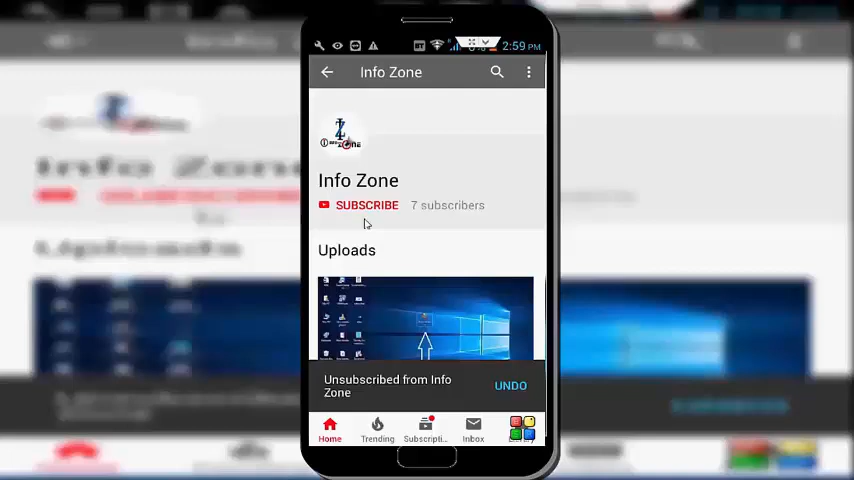 2:59 PM
Info Zone
Info Zone
SUBSCRIBE 7 subscribers
Uploads
Unsubscribed from Info
Zone
UNDO
Home
Trending
Subscripti...
Inbox